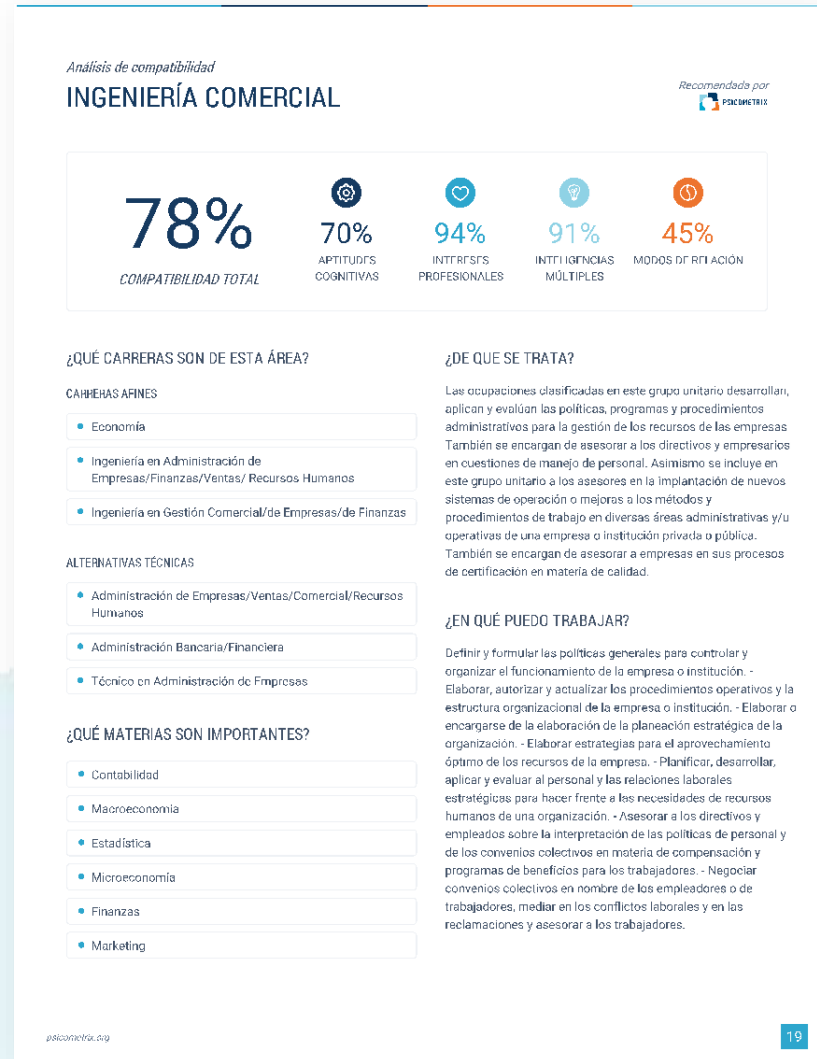 Análisis de compatibilidad
INGENIERÍA COMERCIAL
Recomendada por
PSICOMETRIX
78%
COMPATIBILIDAD TOTAL
70%
APTITUDES
COGNITIVAS
94%
INTERESES
PROFESIONALES
91%
INTELIGENCIAS
MÚLTIPLES
45%
MODOS DE RELACIÓN
¿QUÉ CARRERAS SON DE ESTA ÁREA?
CARRERAS AFINES
Economía
Ingeniería en Administración de
Empresas/Finanzas/Ventas/ Recursos Humanos
Ingeniería en Gestión Comercial/de Empresas/de Finanzas
ALTERNATIVAS TÉCNICAS
Administración de Empresas/Ventas/Comercial/Recursos
Humanos
Administración Bancaria/Financiera
Técnico en Administración de Empresas
¿QUÉ MATERIAS SON IMPORTANTES?
Contabilidad
Macroeconomía
Estadística
Microeconomía
Finanzas
Marketing
¿DE QUE SE TRATA?
Las ocupaciones clasificadas en este grupo unitario desarrollan,
aplican y evalúan las políticas, programas y procedimientos
administrativos para la gestión de los recursos de las empresas
También se encargan de asesorar a los directivos y empresarios
en cuestiones de manejo de personal. Asimismo se incluye en
este grupo unitario a los asesores en la implantación de nuevos
sistemas de operación o mejoras a los métodos y
procedimientos de trabajo en diversas áreas administrativas y/u
operativas de una empresa o institución privada o pública.
También se encargan de asesorar a empresas en sus procesos
de certificación en materia de calidad.
¿EN QUÉ PUEDO TRABAJAR?
Definir y formular las políticas generales para controlar y
organizar el funcionamiento de la empresa o institución. -
Elaborar, autorizar y actualizar los procedimientos operativos y la
estructura organizacional de la empresa o institución. - Elaborar o
encargarse de la elaboración de la planeación estratégica de la
organización. - Elaborar estrategias para el aprovechamiento
óptimo de los recursos de la empresa. - Planificar, desarrollar,
aplicar y evaluar al personal y las relaciones laborales
estratégicas para hacer frente a las necesidades de recursos
humanos de una organización. - Asesorar a los directivos y
empleados sobre la interpretación de las políticas de personal y
de los convenios colectivos en materia de compensación y
programas de beneficios para los trabajadores. - Negociar
convenios colectivos en nombre de los empleadores o de
trabajadores, mediar en los conflictos laborales y en las
reclamaciones y asesorar a los trabajadores.
psicometrix.org
19